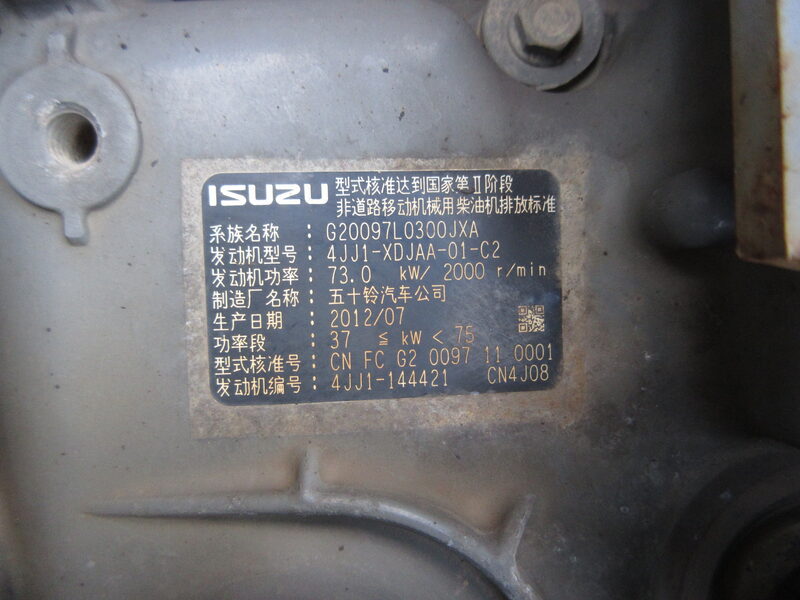 ISUZU 型式核准达到国家第Ⅱ阶段
非道路移动机械用柴油机排放标准
系族名称 : G20097L0300JXA
发动机型号 : 4JJ1-XDJAA-01-C2
发动机功率 : 73.0 kW/ 2000 r/min
制造厂名称 : 五十铃汽车公司
生产日期 : 2012/07
功率段 : 37 ≦ kW < 75
型式核准号 : CN FC G2 0097 11 0001
发动机编号 : 4JJ1-144421 CN4J08